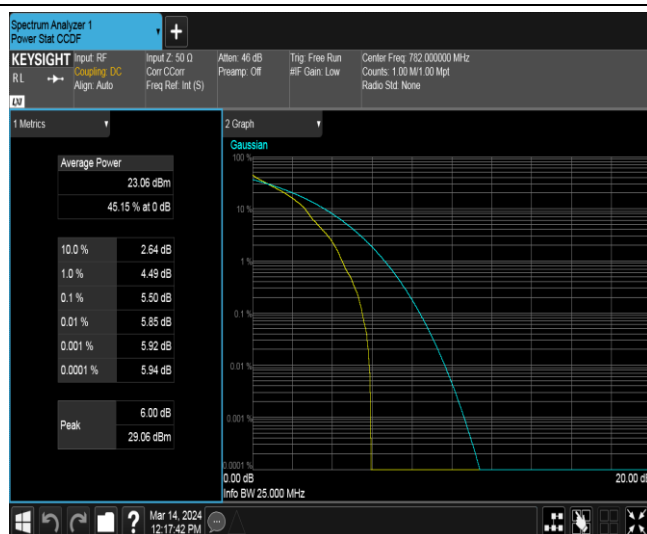 Spectrum Analyzer 1
Power Stat CCDF
+
KEYSIGHT
RL
LXI
Input: RF
Coupling: DC
Align: Auto
Input Z: 50 Ω
Corr CCorr
Freq Ref: Int (S)
Atten: 46 dB
Preamp: Off
Trig: Free Run
#IF Gain: Low
Center Freq: 782.000000 MHz
Counts: 1.00 M/1.00 Mpt
Radio Std: None
1 Metrics
Average Power
23.06 dBm
45.15 % at 0 dB
10.0 % 2.64 dB
1.0 % 4.49 dB
0.1 % 5.50 dB
0.01 % 5.85 dB
0.001 % 5.92 dB
0.0001 % 5.94 dB
Peak
6.00 dB
29.06 dBm
2 Graph
Gaussian
100 %
10 %
1 %
0.1 %
0.01 %
0.001 %
0.0001 %
0.00 dB
20.00 d
Info BW 25.000 MHz
?
Mar 14, 2024
12:17:42 PM